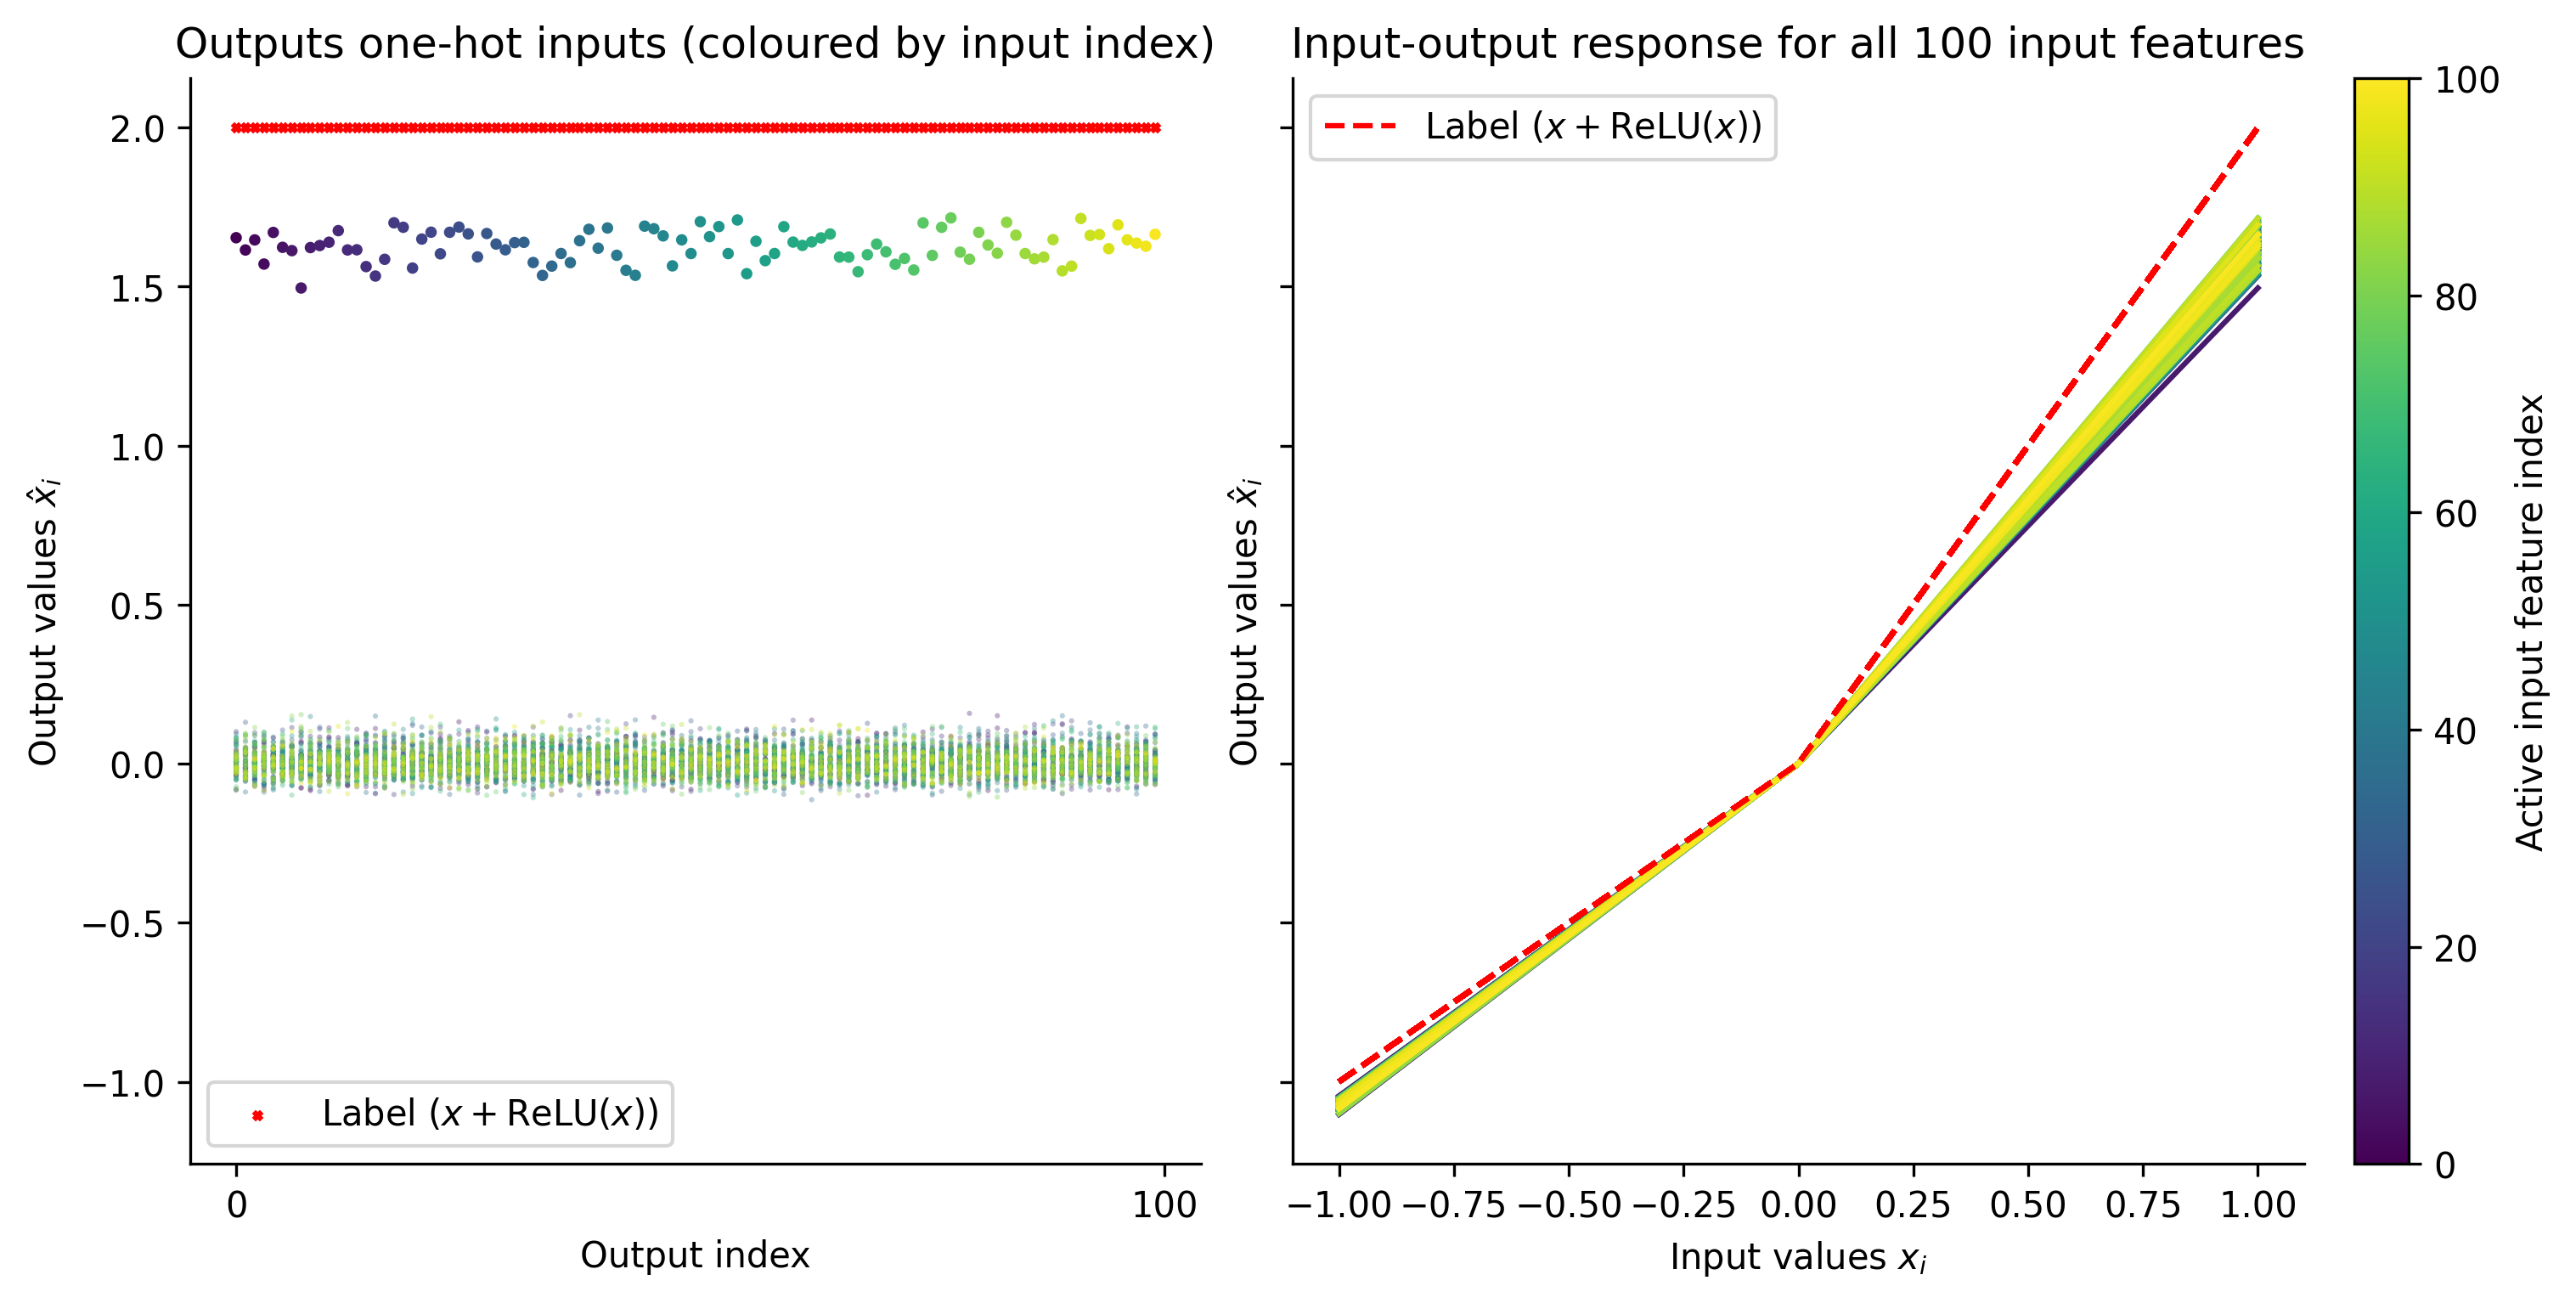 Outputs one-hot inputs (coloured by input index)
Output values x̂ᵢ
2.0
1.5
1.0
0.5
0.0
−0.5
−1.0
Label (x + ReLU(x))
0 100
Output index
Input-output response for all 100 input features
Label (x + ReLU(x))
Output values x̂ᵢ
−1.00 −0.75 −0.50 −0.25 0.00 0.25 0.50 0.75 1.00
Input values xᵢ
100
80
60
40
20
0
Active input feature index